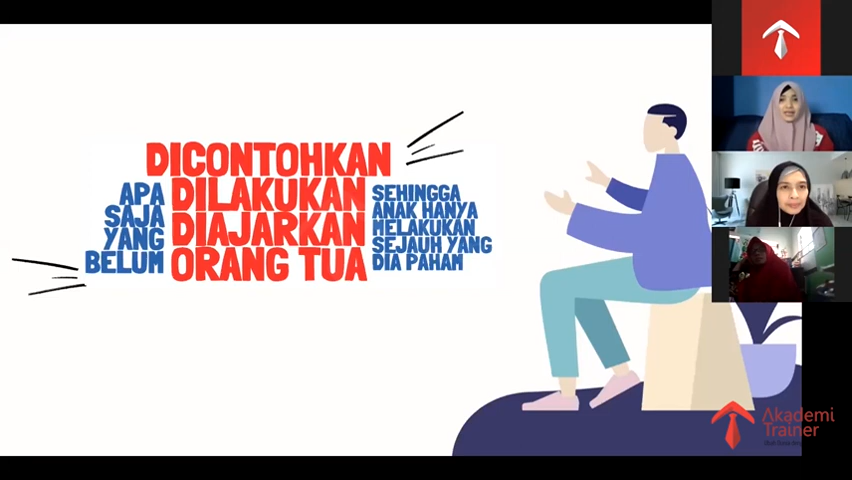 DICONTOHKAN
APA
SAJA
YANG
BELUM
DILAKUKAN
DIAJARKAN
ORANG TUA
SEHINGGA
ANAK HANYA
MELAKUKAN
SEJAUH YANG
DIA PAHAM
Akademi
Trainer